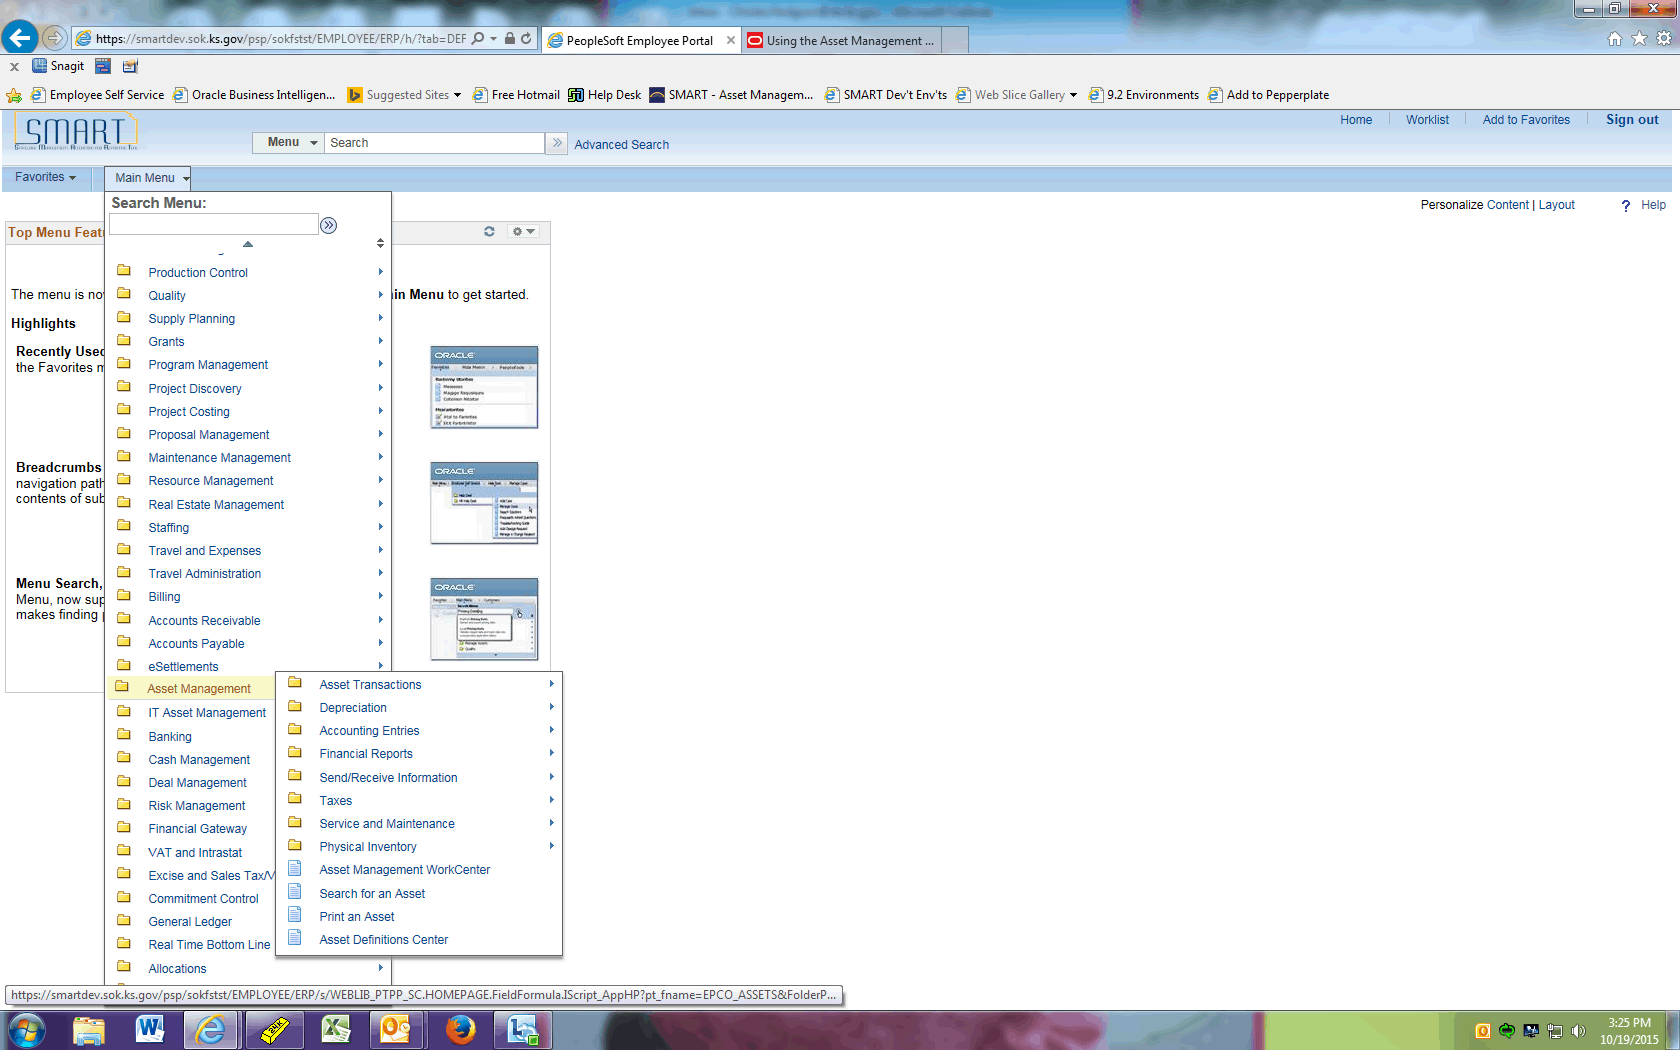 https://smartdev.sok.ks.gov/psp/sokfstst/EMPLOYEE/ERP/h/?tab=DEF
PeopleSoft Employee Portal
Using the Asset Management ...
Snagit
Employee Self Service
Oracle Business Intelligen...
Suggested Sites
Free Hotmail
Help Desk
SMART - Asset Managem...
SMART Dev't Env'ts
Web Slice Gallery
9.2 Environments
Add to Pepperplate
SMART
Home
Worklist
Add to Favorites
Sign out
Menu
Search
Advanced Search
Favorites
Main Menu
Personalize Content | Layout
? Help
Search Menu:
Top Menu Featu
The menu is no
in Menu to get started.
Highlights
Recently Used
the Favorites m
Breadcrumbs
navigation path
contents of sub
Menu Search,
Menu, now sup
makes finding p
Production Control
Quality
Supply Planning
Grants
Program Management
Project Discovery
Project Costing
Proposal Management
Maintenance Management
Resource Management
Real Estate Management
Staffing
Travel and Expenses
Travel Administration
Billing
Accounts Receivable
Accounts Payable
eSettlements
Asset Management
IT Asset Management
Banking
Cash Management
Deal Management
Risk Management
Financial Gateway
VAT and Intrastat
Excise and Sales Tax/V
Commitment Control
General Ledger
Real Time Bottom Line
Allocations
Asset Transactions
Depreciation
Accounting Entries
Financial Reports
Send/Receive Information
Taxes
Service and Maintenance
Physical Inventory
Asset Management WorkCenter
Search for an Asset
Print an Asset
Asset Definitions Center
ORACLE
ORACLE
ORACLE
https://smartdev.sok.ks.gov/psp/sokfstst/EMPLOYEE/ERP/s/WEBLIB_PTPP_SC.HOMEPAGE.FieldFormula.IScript_AppHP?pt_fname=EPCO_ASSETS&FolderP...
3:25 PM
10/19/2015